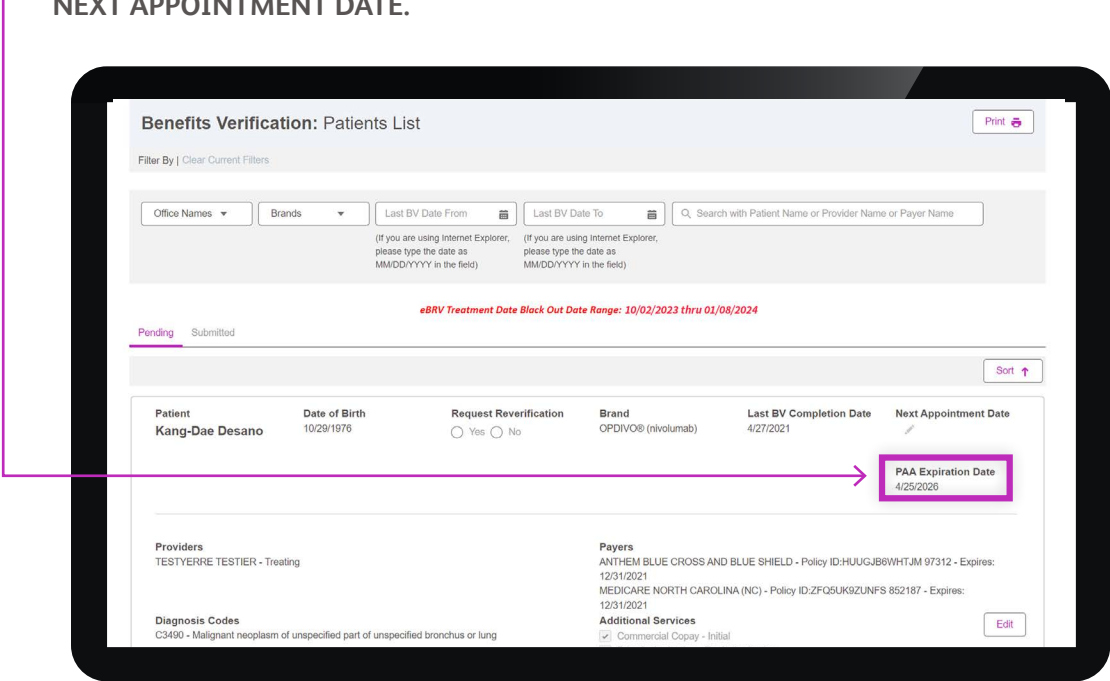 NEXT APPOINTMENT DATE.
Benefits Verification: Patients List
Print
Filter By | Clear Current Filters
Office Names
Brands
Last BV Date From
Last BV Date To
Search with Patient Name or Provider Name or Payer Name
(If you are using Internet Explorer,
please type the date as
MM/DD/YYYY in the field)
(If you are using Internet Explorer,
please type the date as
MM/DD/YYYY in the field)
eBRV Treatment Date Black Out Date Range: 10/02/2023 thru 01/08/2024
Pending
Submitted
Sort
Patient
Kang-Dae Desano
Date of Birth
10/29/1976
Request Reverification
Yes
No
Brand
OPDIVO® (nivolumab)
Last BV Completion Date
4/27/2021
Next Appointment Date
PAA Expiration Date
4/25/2026
Providers
TESTYERRE TESTIER - Treating
Payers
ANTHEM BLUE CROSS AND BLUE SHIELD - Policy ID:HUUGJB6WHTJM 97312 - Expires:
12/31/2021
MEDICARE NORTH CAROLINA (NC) - Policy ID:ZFQ5UK9ZUNFS 852187 - Expires:
12/31/2021
Diagnosis Codes
C3490 - Malignant neoplasm of unspecified part of unspecified bronchus or lung
Additional Services
Commercial Copay - Initial
Edit